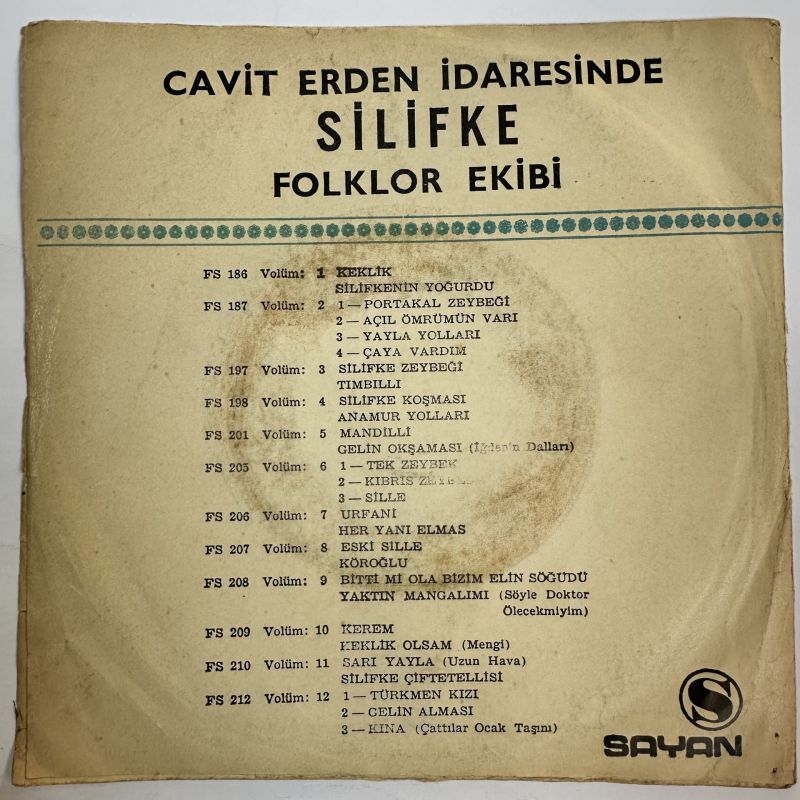 CAVİT ERDEN İDARESİNDE
SİLİFKE
FOLKLOR EKİBİ
FS 186 Volüm: 1 KEKLİK
SİLİFKENİN YOĞURDU
FS 187 Volüm: 2 1 — PORTAKAL ZEYBEĞİ
2 — AÇIL ÖMRÜMÜN VARI
3 — YAYLA YOLLARI
4 — ÇAYA VARDIM
FS 197 Volüm: 3 SİLİFKE ZEYBEĞİ
TIMBILLI
FS 198 Volüm: 4 SİLİFKE KOŞMASI
ANAMUR YOLLARI
FS 201 Volüm: 5 MANDİLLİ
GELİN OKŞAMASI (İğdenin Dalları)
FS 205 Volüm: 6 1 — TEK ZEYBEK
2 — KIBRIS
3 — SİLLE
FS 206 Volüm: 7 URFANİ
HER YANI ELMAS
FS 207 Volüm: 8 ESKİ SİLLE
KÖROĞLU
FS 208 Volüm: 9 BİTTİ Mİ OLA BİZİM ELİN SÖĞÜDÜ
YAKTIN MANGALIMI (Söyle Doktor
Ölecekmiyim)
FS 209 Volüm: 10 KEREM
KEKLİK OLSAM (Mengi)
FS 210 Volüm: 11 SARI YAYLA (Uzun Hava)
SİLİFKE ÇİFTETELLİSİ
FS 212 Volüm: 12 1 — TÜRKMEN KIZI
2 — GELİN ALMASI
3 — KINA (Çattılar Ocak Taşını)
S
SAYAN